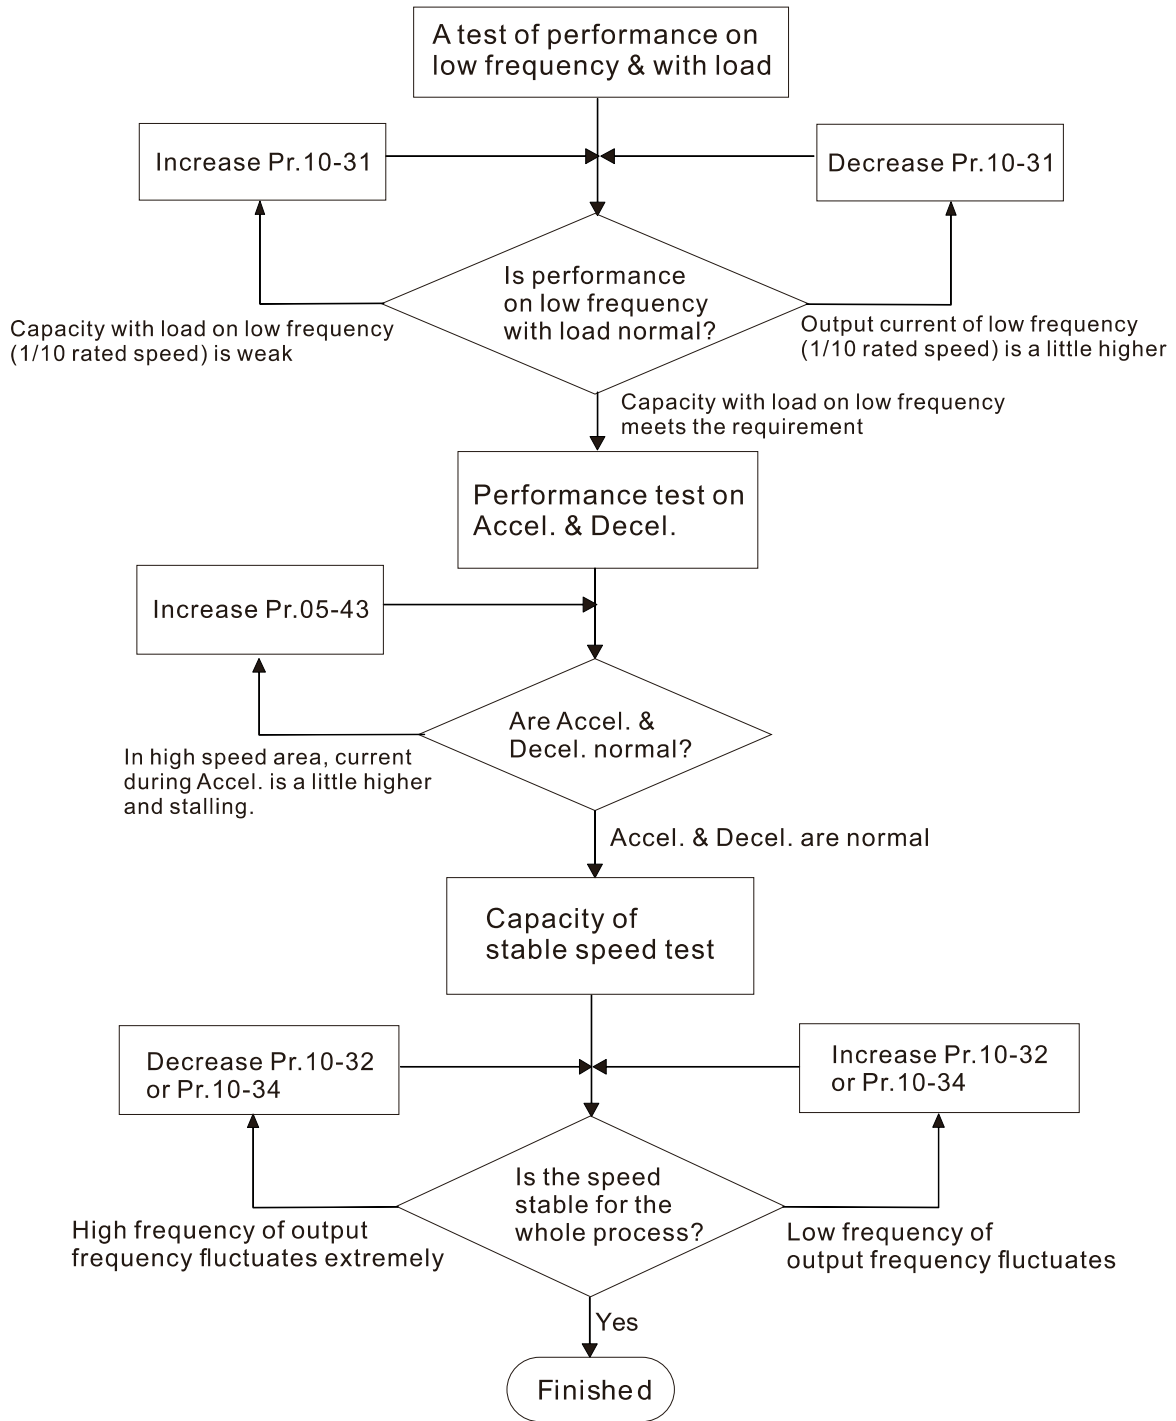 A test of performance on
low frequency & with load
Increase Pr.10-31
Decrease Pr.10-31
Is performance
on low frequency
with load normal?
Capacity with load on low frequency
(1/10 rated speed) is weak
Output current of low frequency
(1/10 rated speed) is a little higher
Capacity with load on low frequency
meets the requirement
Performance test on
Accel. & Decel.
Increase Pr.05-43
Are Accel. &
Decel. normal?
In high speed area, current
during Accel. is a little higher
and stalling.
Accel. & Decel. are normal
Capacity of
stable speed test
Decrease Pr.10-32
or Pr.10-34
Increase Pr.10-32
or Pr.10-34
Is the speed
stable for the
whole process?
High frequency of output
frequency fluctuates extremely
Low frequency of
output frequency fluctuates
Yes
Finished